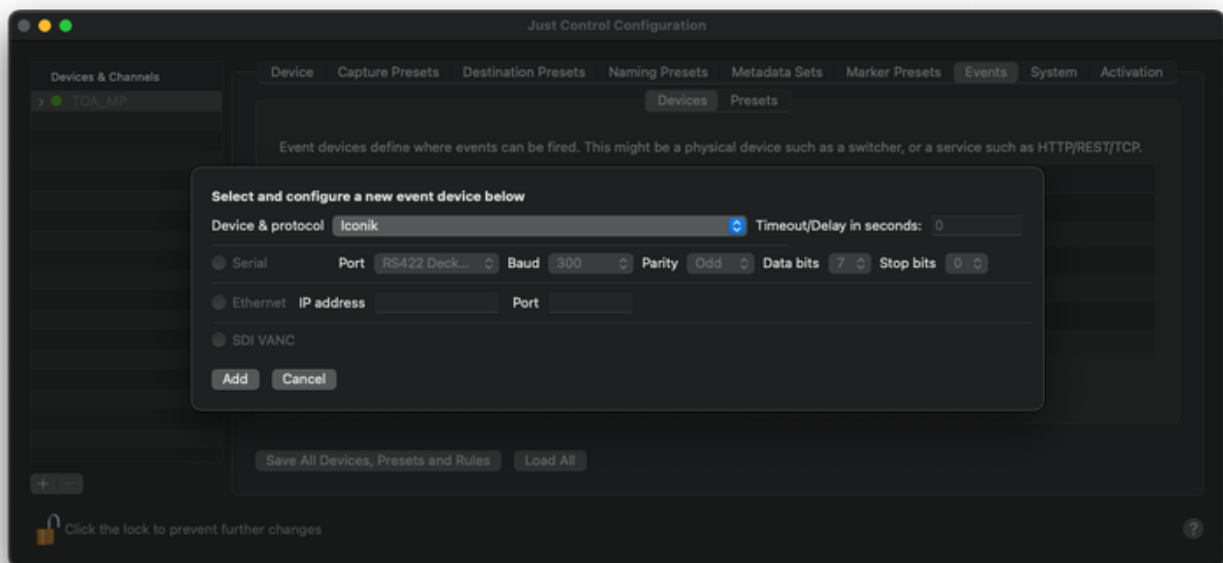 Just Control Configuration
Devices & Channels
TOA_MP
Device Capture Presets Destination Presets Naming Presets Metadata Sets Marker Presets Events System Activation
Devices Presets
Event devices define where events can be fired. This might be a physical device such as a switcher, or a service such as HTTP/REST/TCP.
Select and configure a new event device below
Device & protocol Iconik Timeout/Delay in seconds: 0
Serial Port RS422 Deck... Baud 300 Parity Odd Data bits 7 Stop bits 0
Ethernet IP address Port
SDI VANC
Add Cancel
Save All Devices, Presets and Rules Load All
+ −
Click the lock to prevent further changes ?